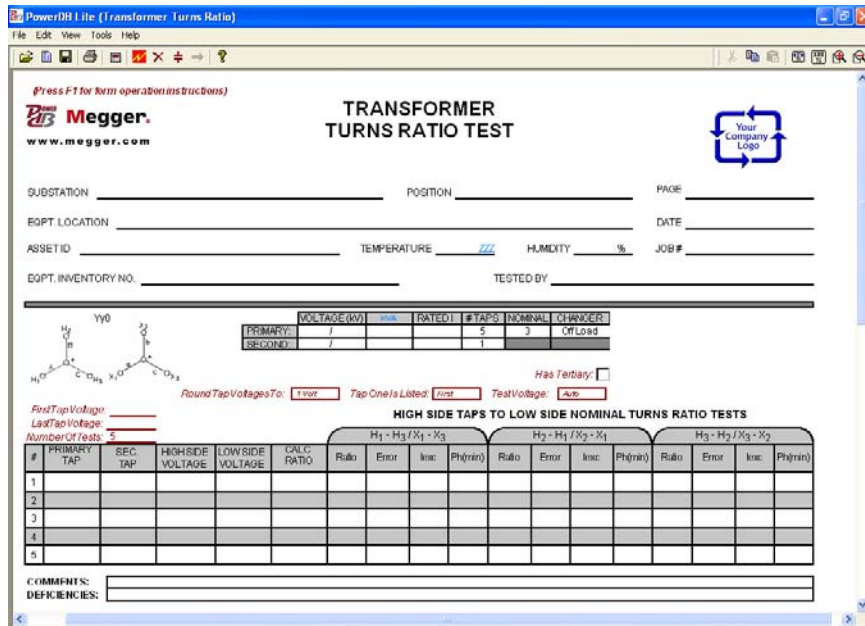 PowerDB Lite (Transformer Turns Ratio)
File Edit View Tools Help
(Press F1 for form operation instructions)
Megger.
www.megger.com
TRANSFORMER
TURNS RATIO TEST
Your
Company
Logo
SUBSTATION POSITION PAGE
EQPT. LOCATION DATE
ASSET ID TEMPERATURE ZZZ HUMIDITY % JOB #
EQPT. INVENTORY NO. TESTED BY
Yy0
VOLTAGE (kV) kVA RATED I # TAPS NOMINAL CHANGER
PRIMARY: / 5 3 Off Load
SECOND: / 1
H2 B H1 A C H3
X2 b X1 X3
Has Tertiary:
Round Tap Voltages To: 1 Volt Tap One Is Listed: First Test Voltage: Auto
First Tap Voltage:
Last Tap Voltage:
Number Of Tests: 5
HIGH SIDE TAPS TO LOW SIDE NOMINAL TURNS RATIO TESTS
H1 - H3 / X1 - X3 H2 - H1 / X2 - X1 H3 - H2 / X3 - X2
# PRIMARY TAP SEC. TAP HIGH SIDE VOLTAGE LOW SIDE VOLTAGE CALC RATIO Ratio Error Iexc Ph(min) Ratio Error Iexc Ph(min) Ratio Error Iexc Ph(min)
1
2
3
4
5
COMMENTS:
DEFICIENCIES: